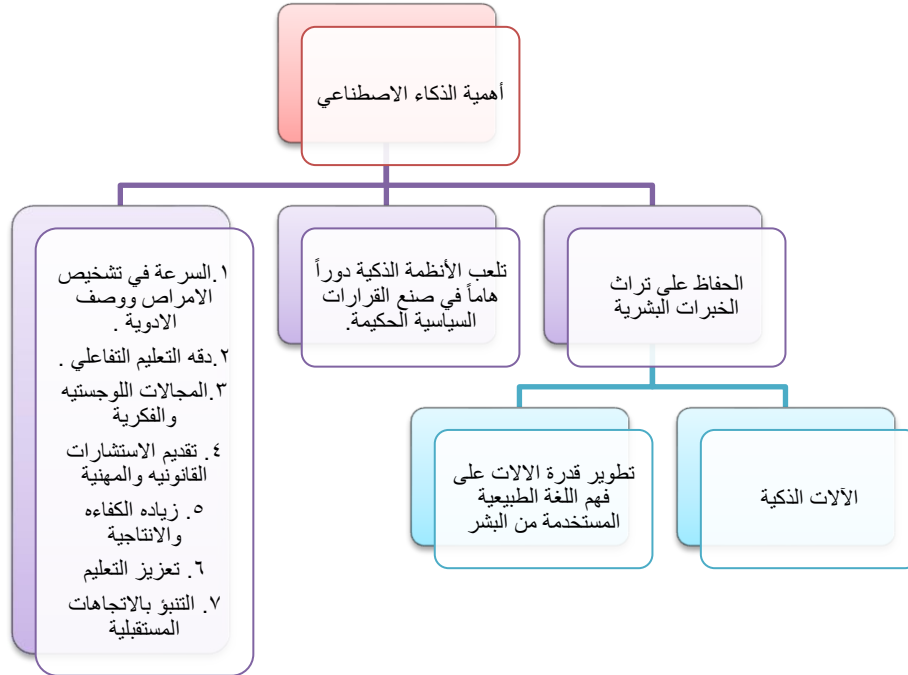 أهمية الذكاء الاصطناعي
الحفاظ على تراث
الخبرات البشرية
تلعب الأنظمة الذكية دوراً
هاماً في صنع القرارات
السياسية الحكيمة.
١.السرعة في تشخيص
الامراض ووصف
الادوية .
٢.دقه التعليم التفاعلي .
٣.المجالات اللوجستيه
والفكرية
٤. تقديم الاستشارات
القانونيه والمهنية
٥. زياده الكفاءه
والانتاجية
٦. تعزيز التعليم
٧. التنبؤ بالاتجاهات
المستقبلية
الآلات الذكية
تطوير قدرة الالات على
فهم اللغة الطبيعية
المستخدمة من البشر